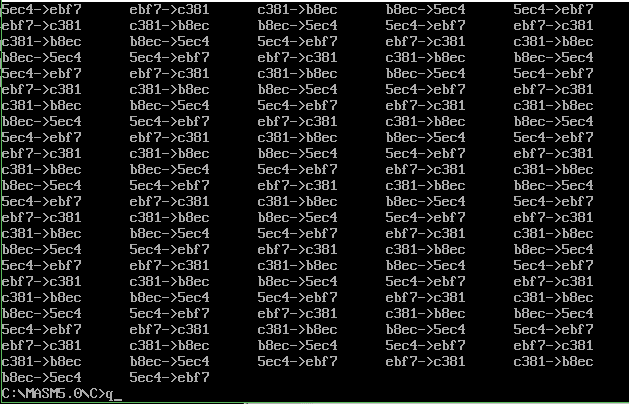 5ec4->ebf7 ebf7->c381 c381->b8ec b8ec->5ec4 5ec4->ebf7
ebf7->c381 c381->b8ec b8ec->5ec4 5ec4->ebf7 ebf7->c381
c381->b8ec b8ec->5ec4 5ec4->ebf7 ebf7->c381 c381->b8ec
b8ec->5ec4 5ec4->ebf7 ebf7->c381 c381->b8ec b8ec->5ec4
5ec4->ebf7 ebf7->c381 c381->b8ec b8ec->5ec4 5ec4->ebf7
ebf7->c381 c381->b8ec b8ec->5ec4 5ec4->ebf7 ebf7->c381
c381->b8ec b8ec->5ec4 5ec4->ebf7 ebf7->c381 c381->b8ec
b8ec->5ec4 5ec4->ebf7 ebf7->c381 c381->b8ec b8ec->5ec4
5ec4->ebf7 ebf7->c381 c381->b8ec b8ec->5ec4 5ec4->ebf7
ebf7->c381 c381->b8ec b8ec->5ec4 5ec4->ebf7 ebf7->c381
c381->b8ec b8ec->5ec4 5ec4->ebf7 ebf7->c381 c381->b8ec
b8ec->5ec4 5ec4->ebf7 ebf7->c381 c381->b8ec b8ec->5ec4
5ec4->ebf7 ebf7->c381 c381->b8ec b8ec->5ec4 5ec4->ebf7
ebf7->c381 c381->b8ec b8ec->5ec4 5ec4->ebf7 ebf7->c381
c381->b8ec b8ec->5ec4 5ec4->ebf7 ebf7->c381 c381->b8ec
b8ec->5ec4 5ec4->ebf7 ebf7->c381 c381->b8ec b8ec->5ec4
5ec4->ebf7 ebf7->c381 c381->b8ec b8ec->5ec4 5ec4->ebf7
ebf7->c381 c381->b8ec b8ec->5ec4 5ec4->ebf7 ebf7->c381
c381->b8ec b8ec->5ec4 5ec4->ebf7 ebf7->c381 c381->b8ec
b8ec->5ec4 5ec4->ebf7 ebf7->c381 c381->b8ec b8ec->5ec4
5ec4->ebf7 ebf7->c381 c381->b8ec b8ec->5ec4 5ec4->ebf7
ebf7->c381 c381->b8ec b8ec->5ec4 5ec4->ebf7 ebf7->c381
c381->b8ec b8ec->5ec4 5ec4->ebf7 ebf7->c381 c381->b8ec
b8ec->5ec4 5ec4->ebf7
C:\MASM5.0\C>q_